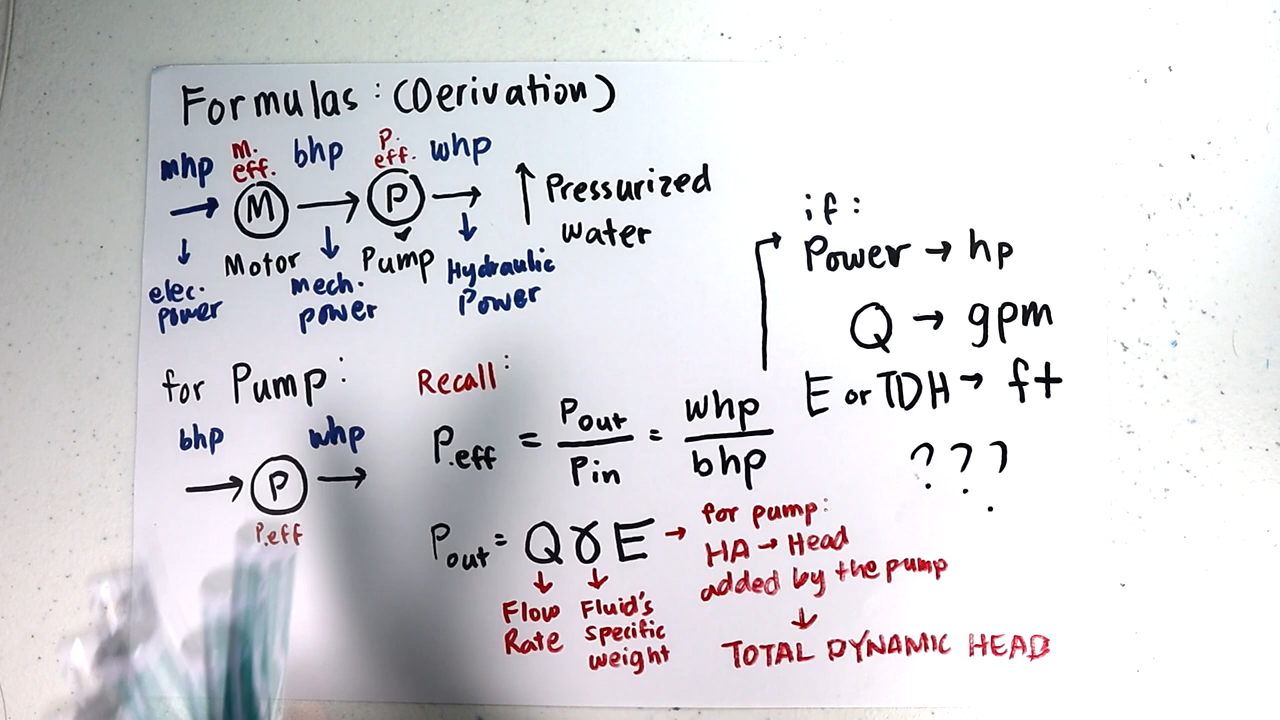 Formulas: (Derivation)
mhp M. eff. bhp P. eff. whp
M P
Pressurized
water
Motor Pump
elec.
power
mech.
power
Hydraulic
Power
for Pump:
bhp whp
P
P.eff
Recall:
P.eff = Pout / Pin = whp / bhp
Pout = QγE
Flow
Rate
Fluid's
specific
weight
for pump:
HA → Head
added by the pump
TOTAL DYNAMIC HEAD
if:
Power → hp
Q → gpm
E or TDH → ft
???